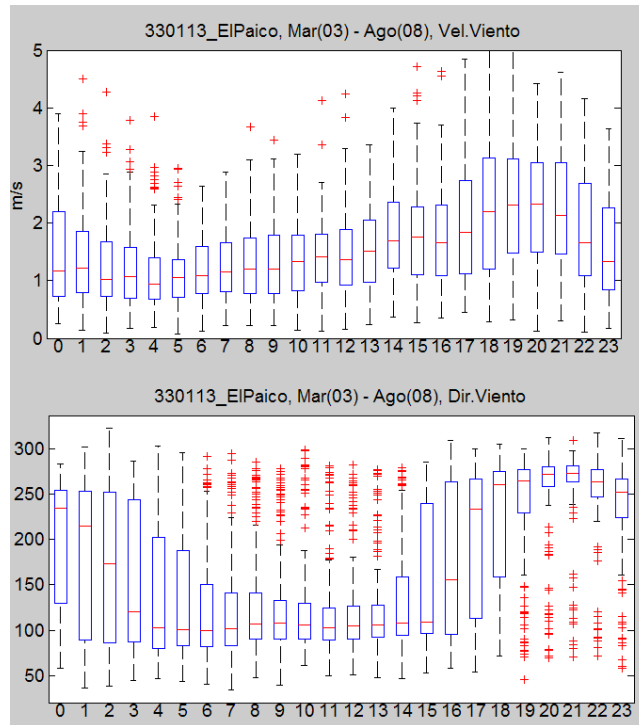 330113_ElPaico, Mar(03) - Ago(08), Vel.Viento
5
4
3
2
1
0
m/s
0 1 2 3 4 5 6 7 8 9 10 11 12 13 14 15 16 17 18 19 20 21 22 23
330113_ElPaico, Mar(03) - Ago(08), Dir.Viento
300
250
200
150
100
50
0 1 2 3 4 5 6 7 8 9 10 11 12 13 14 15 16 17 18 19 20 21 22 23